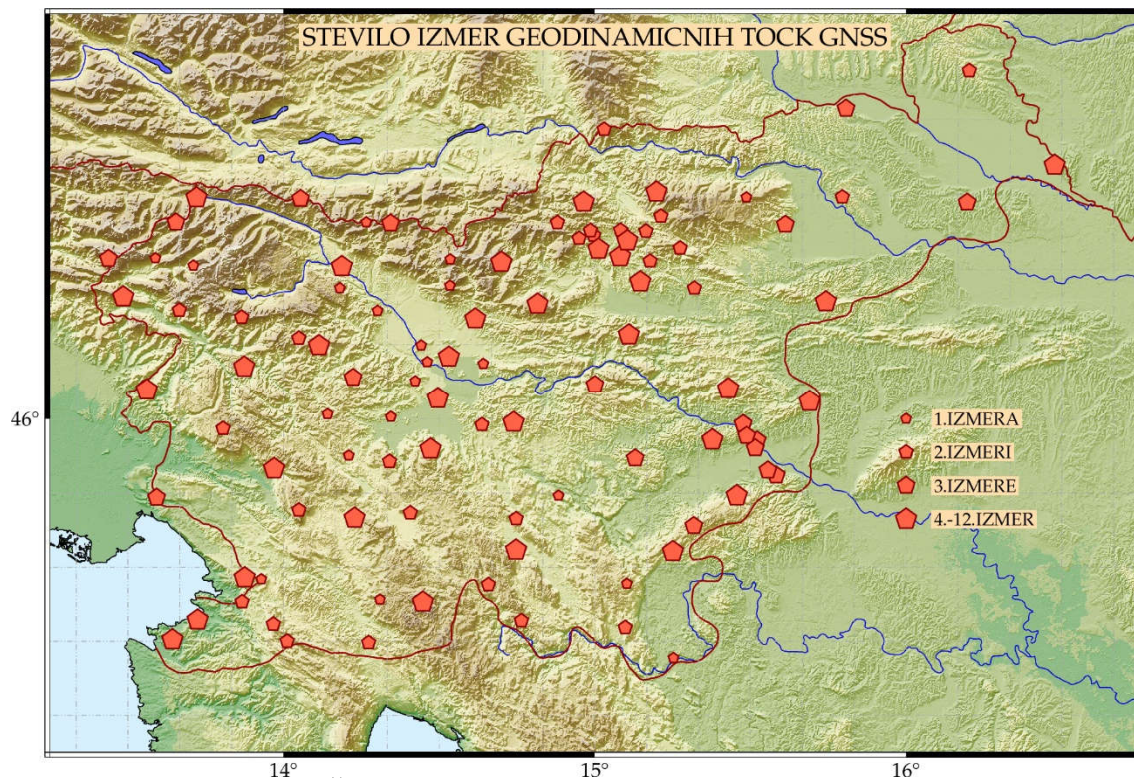 STEVILO IZMER GEODINAMICNIH TOCK GNSS
46°
1.IZMERA
2.IZMERI
3.IZMERE
4.-12.IZMER
14°
15°
16°